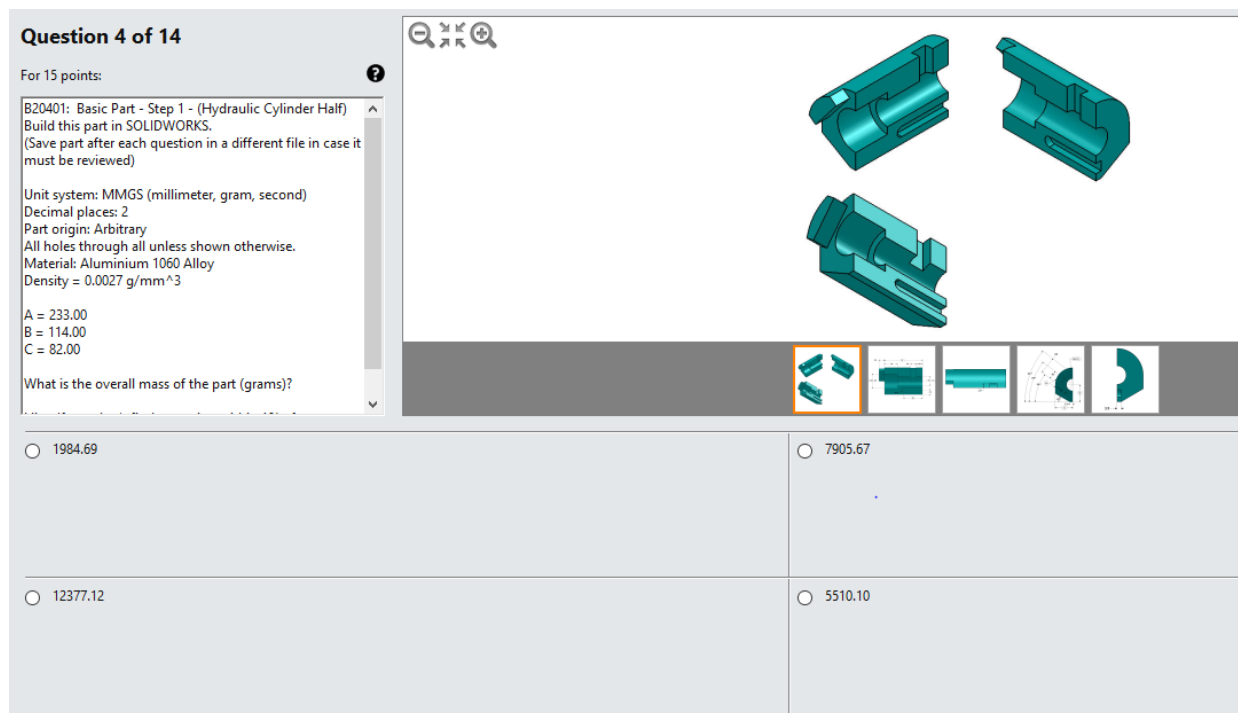 Question 4 of 14
For 15 points:
B20401: Basic Part - Step 1 - (Hydraulic Cylinder Half)
Build this part in SOLIDWORKS.
(Save part after each question in a different file in case it
must be reviewed)
Unit system: MMGS (millimeter, gram, second)
Decimal places: 2
Part origin: Arbitrary
All holes through all unless shown otherwise.
Material: Aluminium 1060 Alloy
Density = 0.0027 g/mm^3
A = 233.00
B = 114.00
C = 82.00
What is the overall mass of the part (grams)?
1984.69
7905.67
12377.12
5510.10